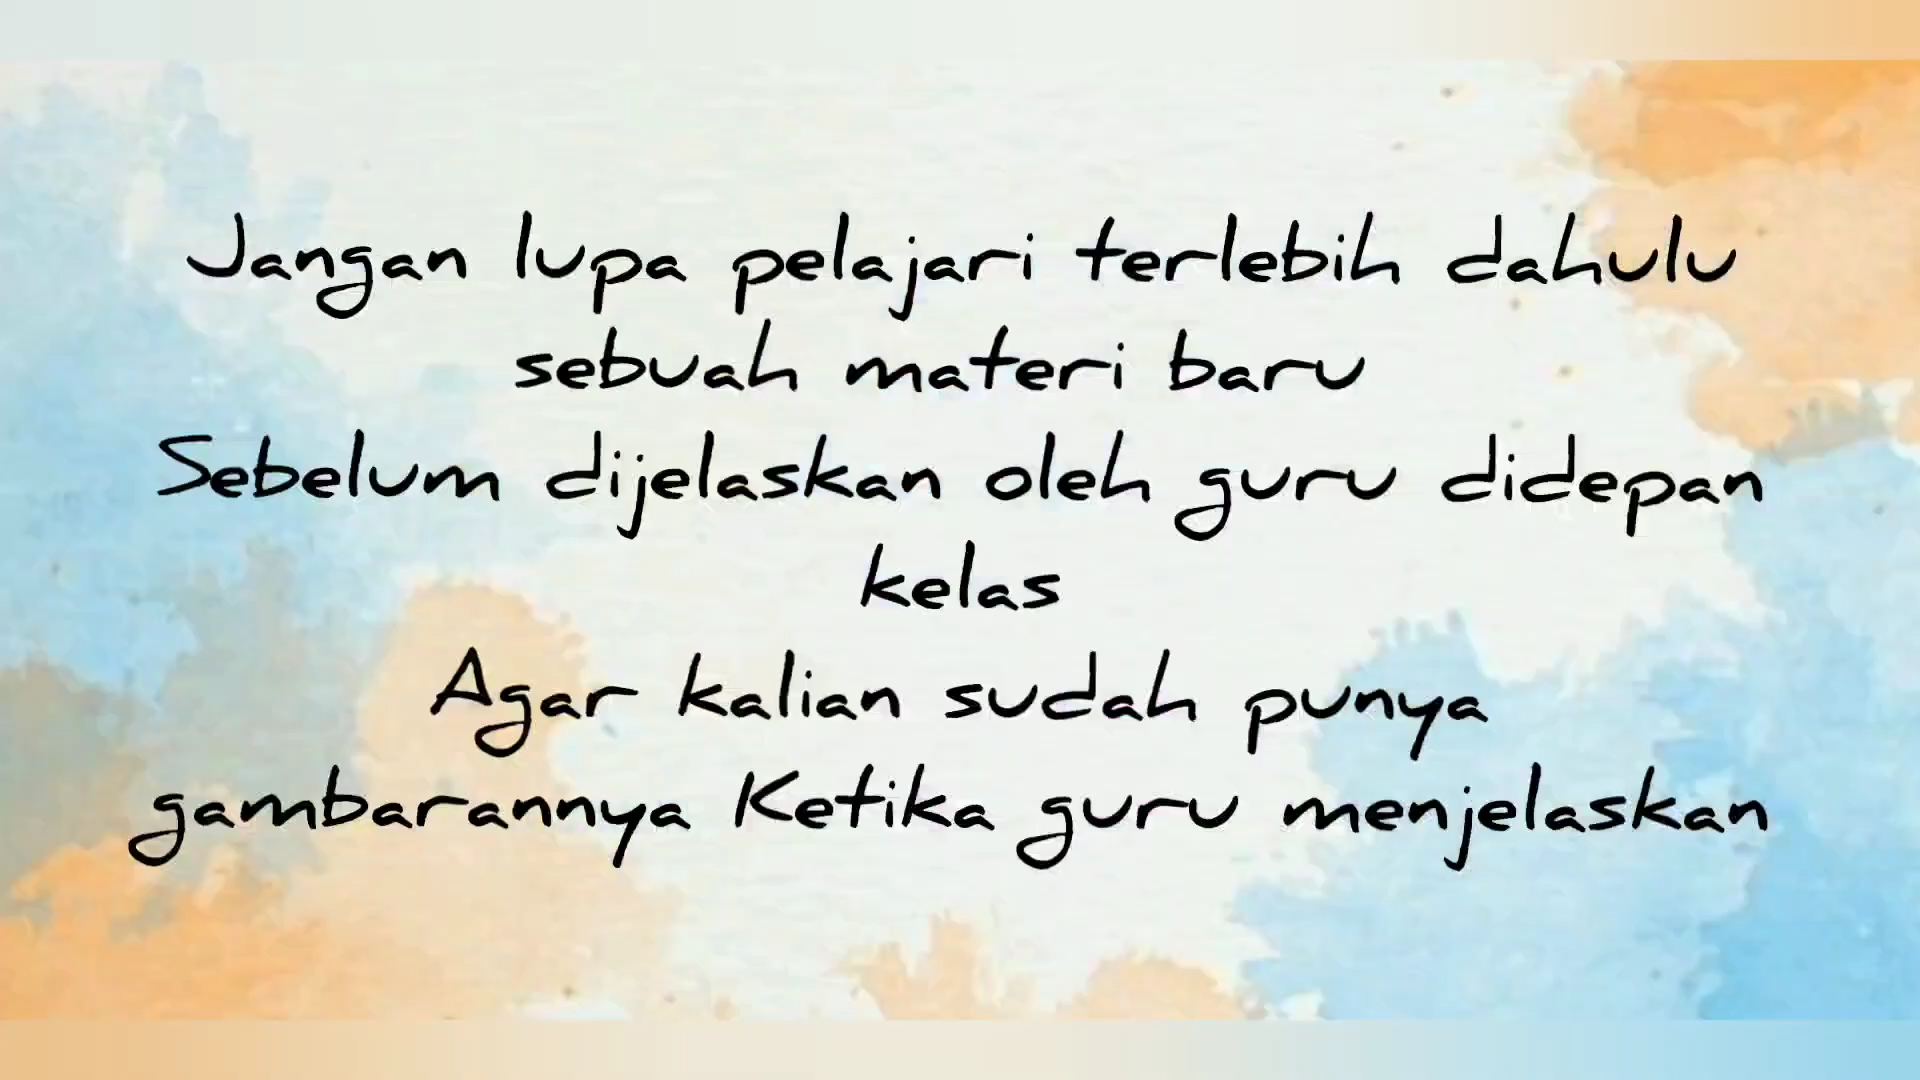 Jangan lupa pelajari terlebih dahulu
sebuah materi baru
Sebelum dijelaskan oleh guru didepan
kelas
Agar kalian sudah punya
gambarannya Ketika guru menjelaskan